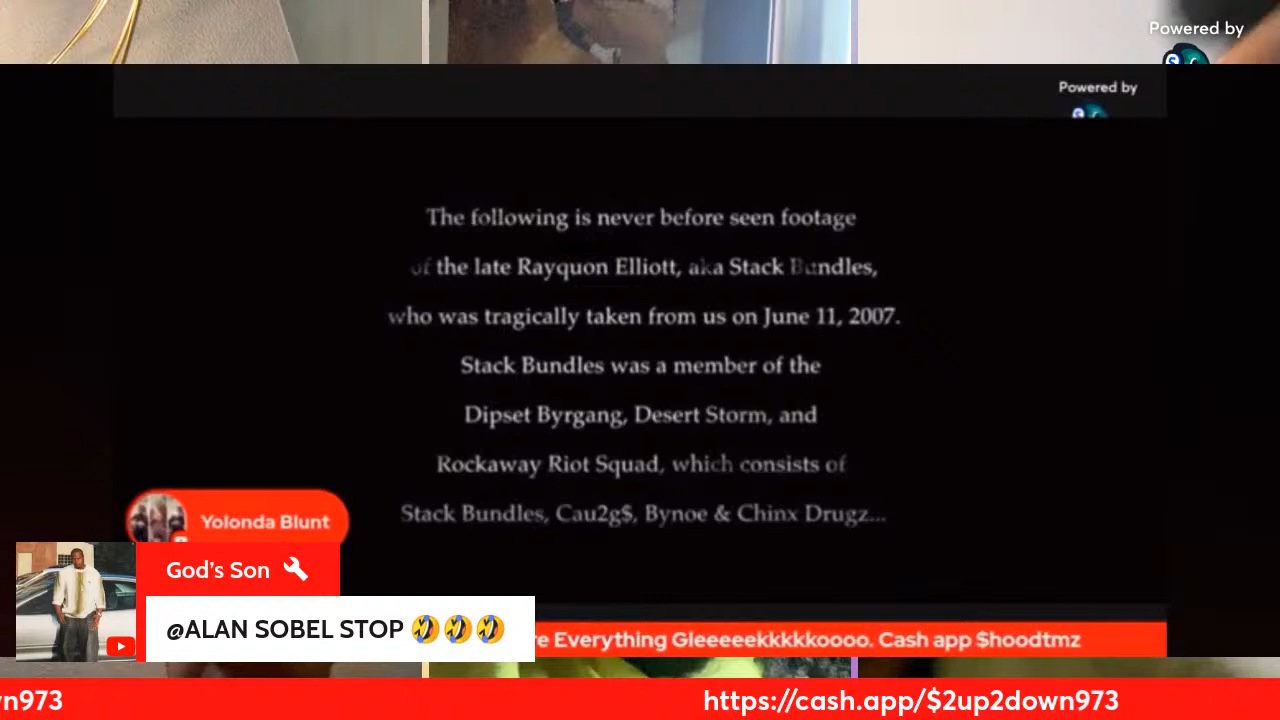 Powered by
Powered by
The following is never before seen footage
of the late Rayquon Elliott, aka Stack Bundles,
who was tragically taken from us on June 11, 2007.
Stack Bundles was a member of the
Dipset Byrgang, Desert Storm, and
Rockaway Riot Squad, which consists of
Stack Bundles, Cau2g$, Bynoe & Chinx Drugz...
Yolonda Blunt
God's Son
@ALAN SOBEL STOP 🤣🤣🤣
Everything Gleeeeekkkkkoooo. Cash app $hoodtmz
wn973 https://cash.app/$2up2down973